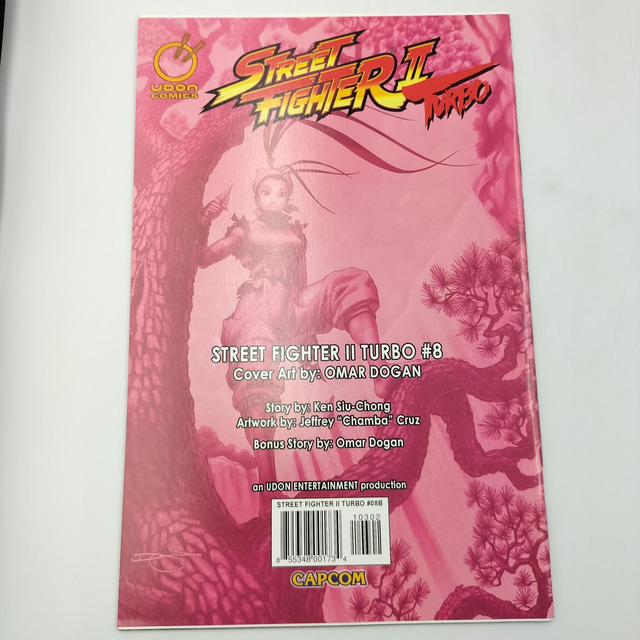 UDON
COMICS
STREET
FIGHTER II
TURBO
STREET FIGHTER II TURBO #8
Cover Art by: OMAR DOGAN
Story by: Ken Siu-Chong
Artwork by: Jeffrey "Chamba" Cruz
Bonus Story by: Omar Dogan
an UDON ENTERTAINMENT production
STREET FIGHTER II TURBO #08B
10302
8 55348 00173 4
CAPCOM